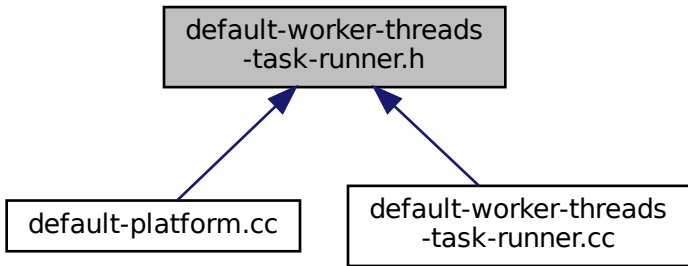 default-worker-threads
-task-runner.h
default-platform.cc
default-worker-threads
-task-runner.cc